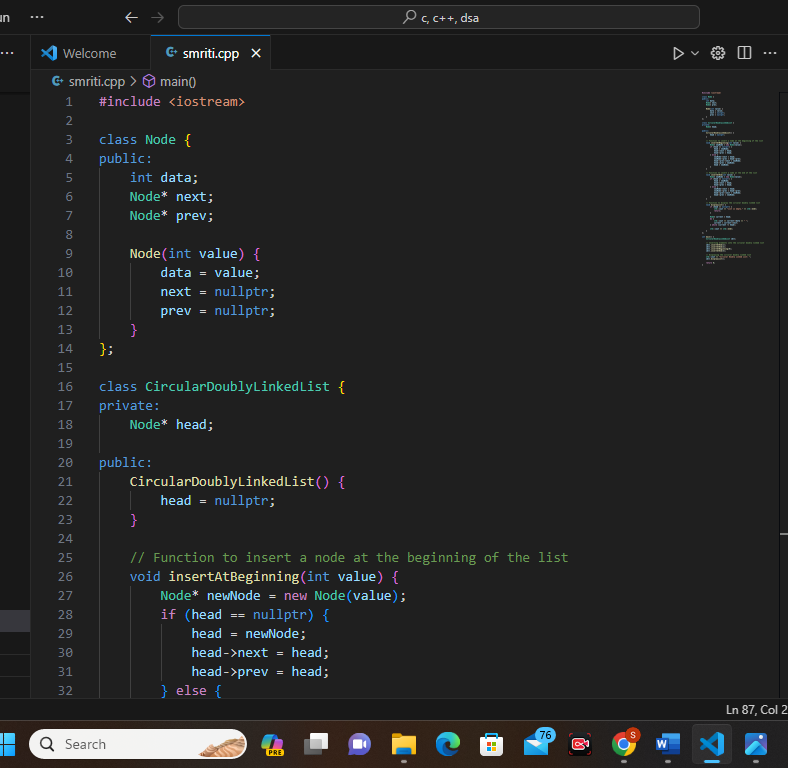 un ···
c, c++, dsa
···
Welcome
smriti.cpp
···
smriti.cpp > main()
1 #include <iostream>
2
3 class Node {
4 public:
5 int data;
6 Node* next;
7 Node* prev;
8
9 Node(int value) {
10 data = value;
11 next = nullptr;
12 prev = nullptr;
13 }
14 };
15
16 class CircularDoublyLinkedList {
17 private:
18 Node* head;
19
20 public:
21 CircularDoublyLinkedList() {
22 head = nullptr;
23 }
24
25 // Function to insert a node at the beginning of the list
26 void insertAtBeginning(int value) {
27 Node* newNode = new Node(value);
28 if (head == nullptr) {
29 head = newNode;
30 head->next = head;
31 head->prev = head;
32 } else {
Ln 87, Col 2
Search
PRE
76
S
W